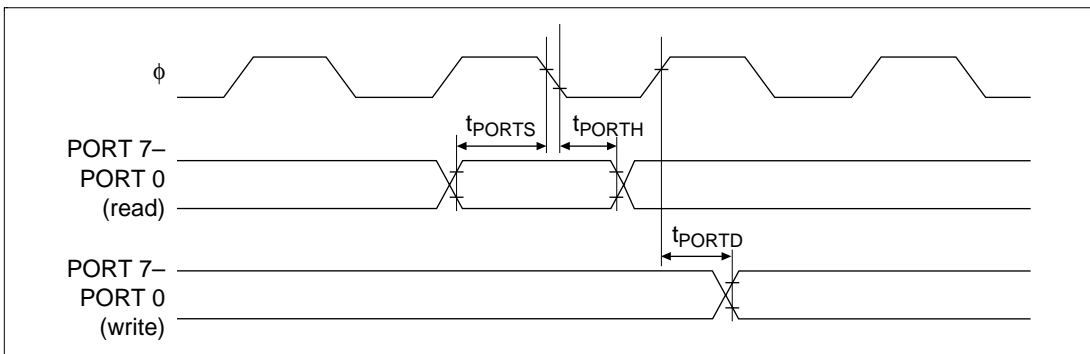 ϕ
tPORTS
tPORTH
PORT 7–
PORT 0
(read)
tPORTD
PORT 7–
PORT 0
(write)